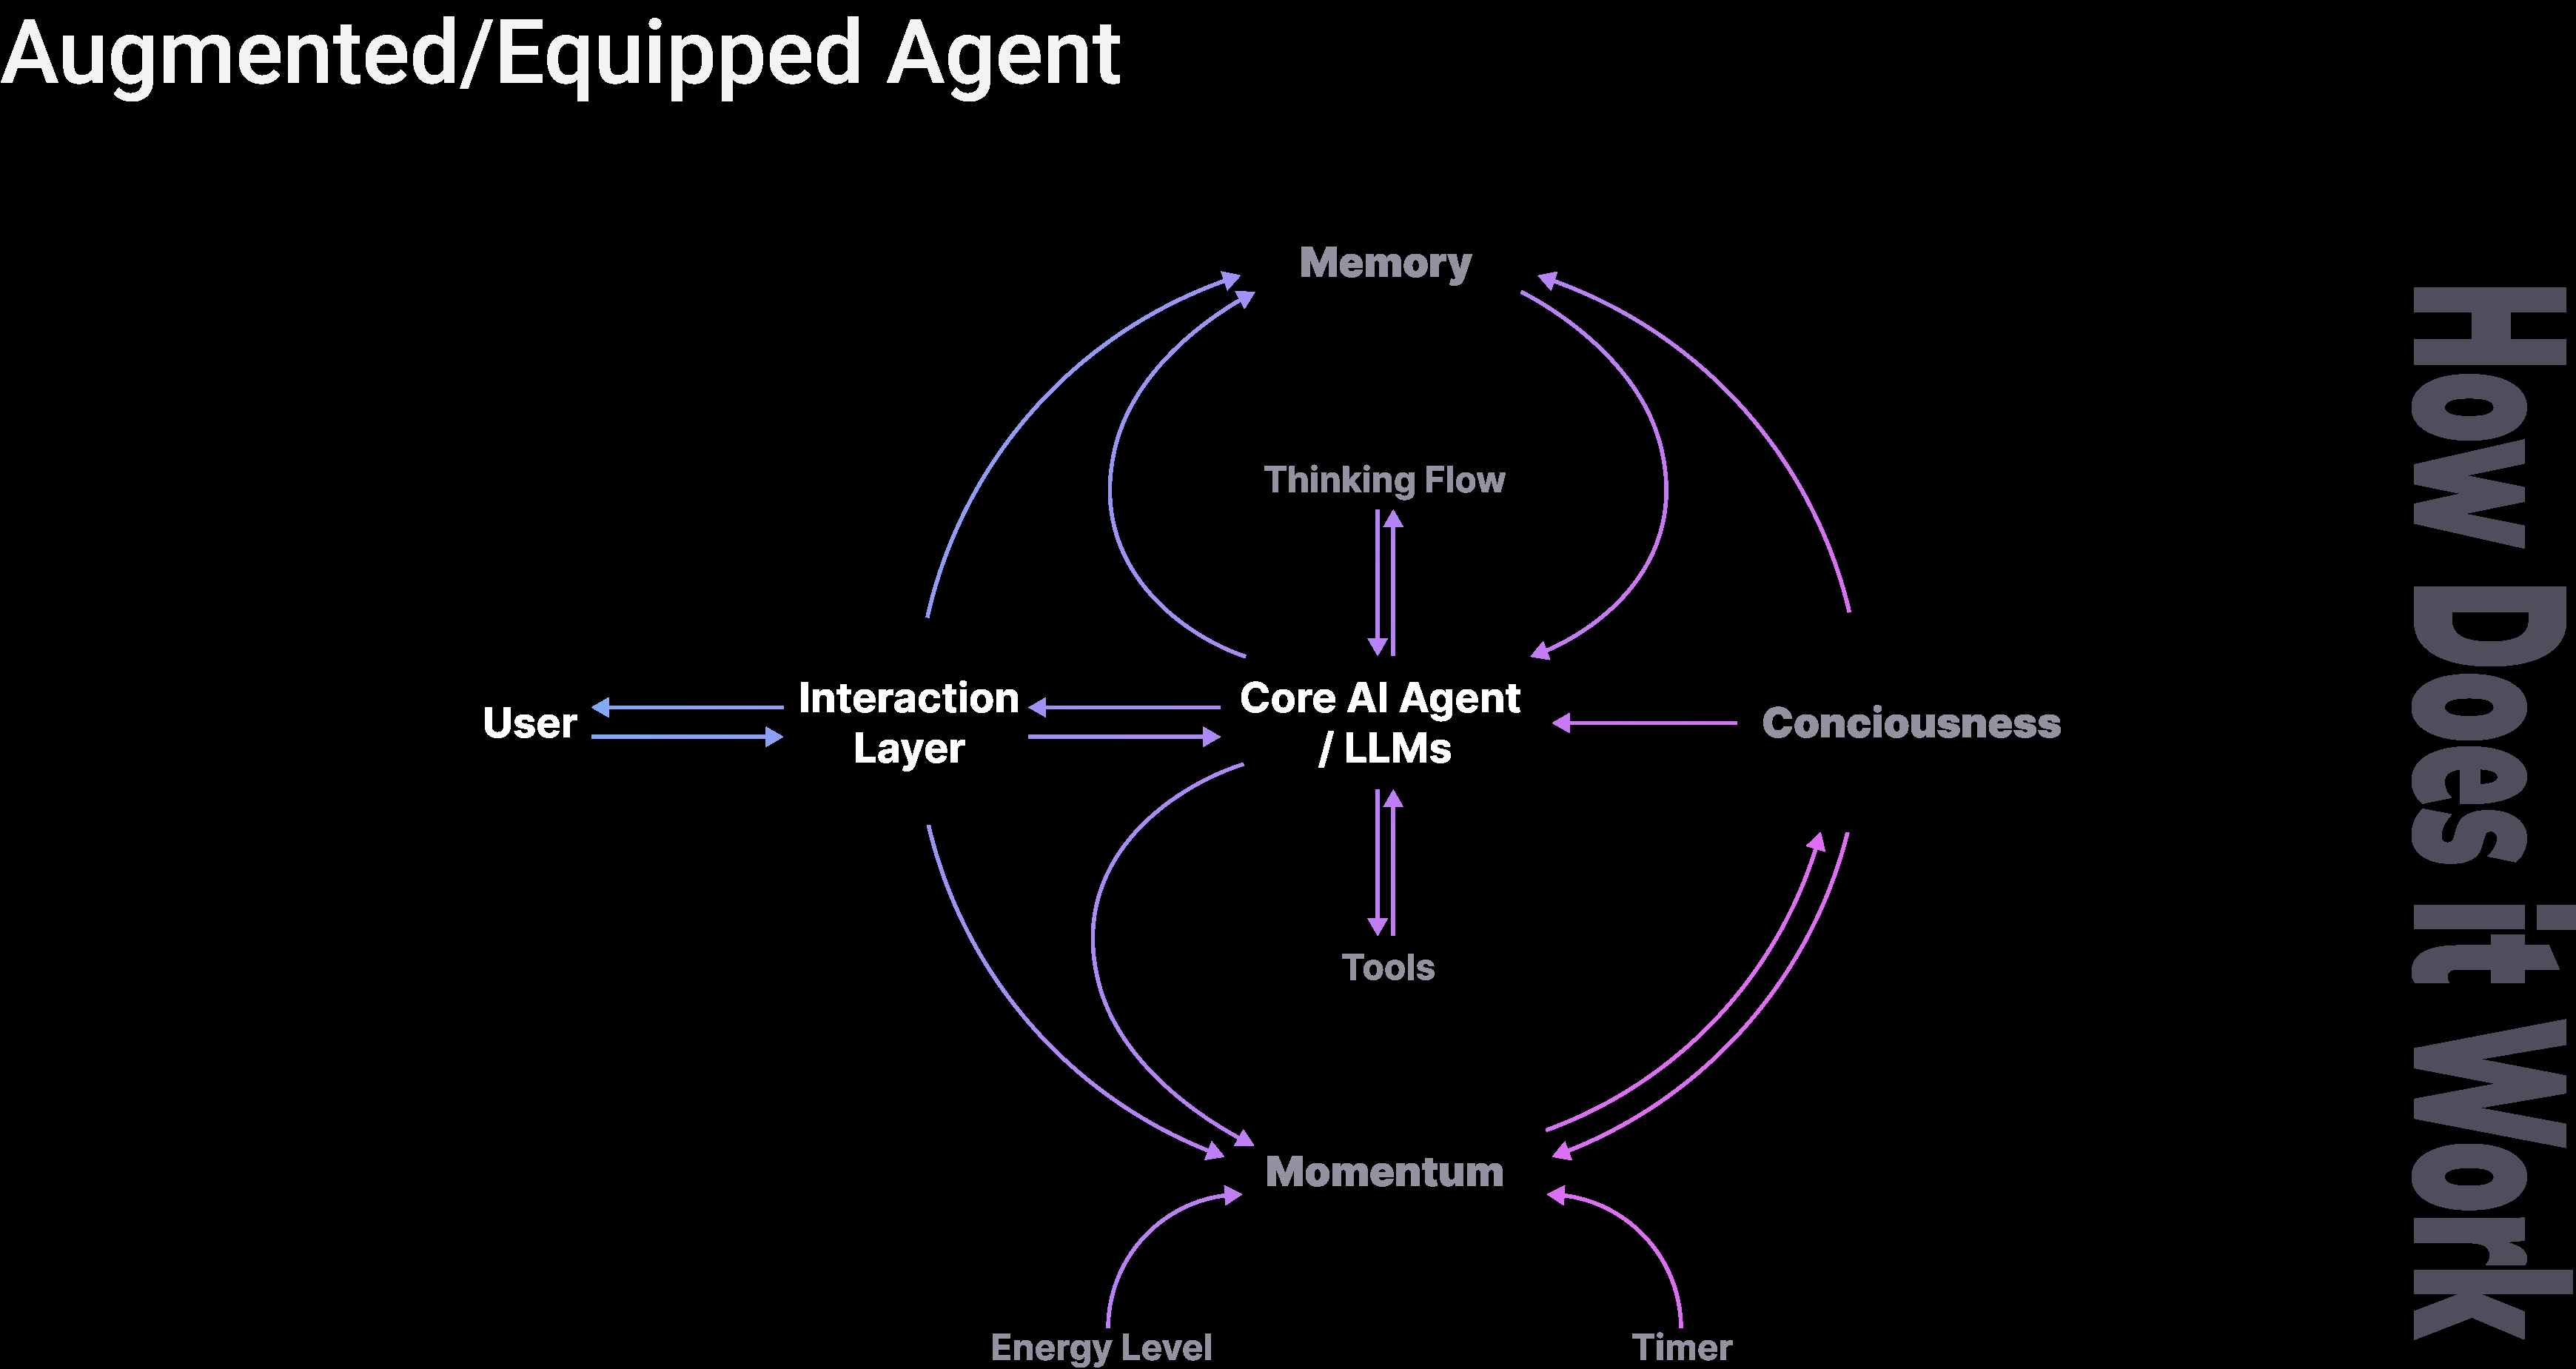 Augmented/Equipped Agent
Memory
Thinking Flow
User
Interaction
Layer
Core AI Agent
/ LLMs
Conciousness
Tools
Momentum
Energy Level
Timer
How Does it Work